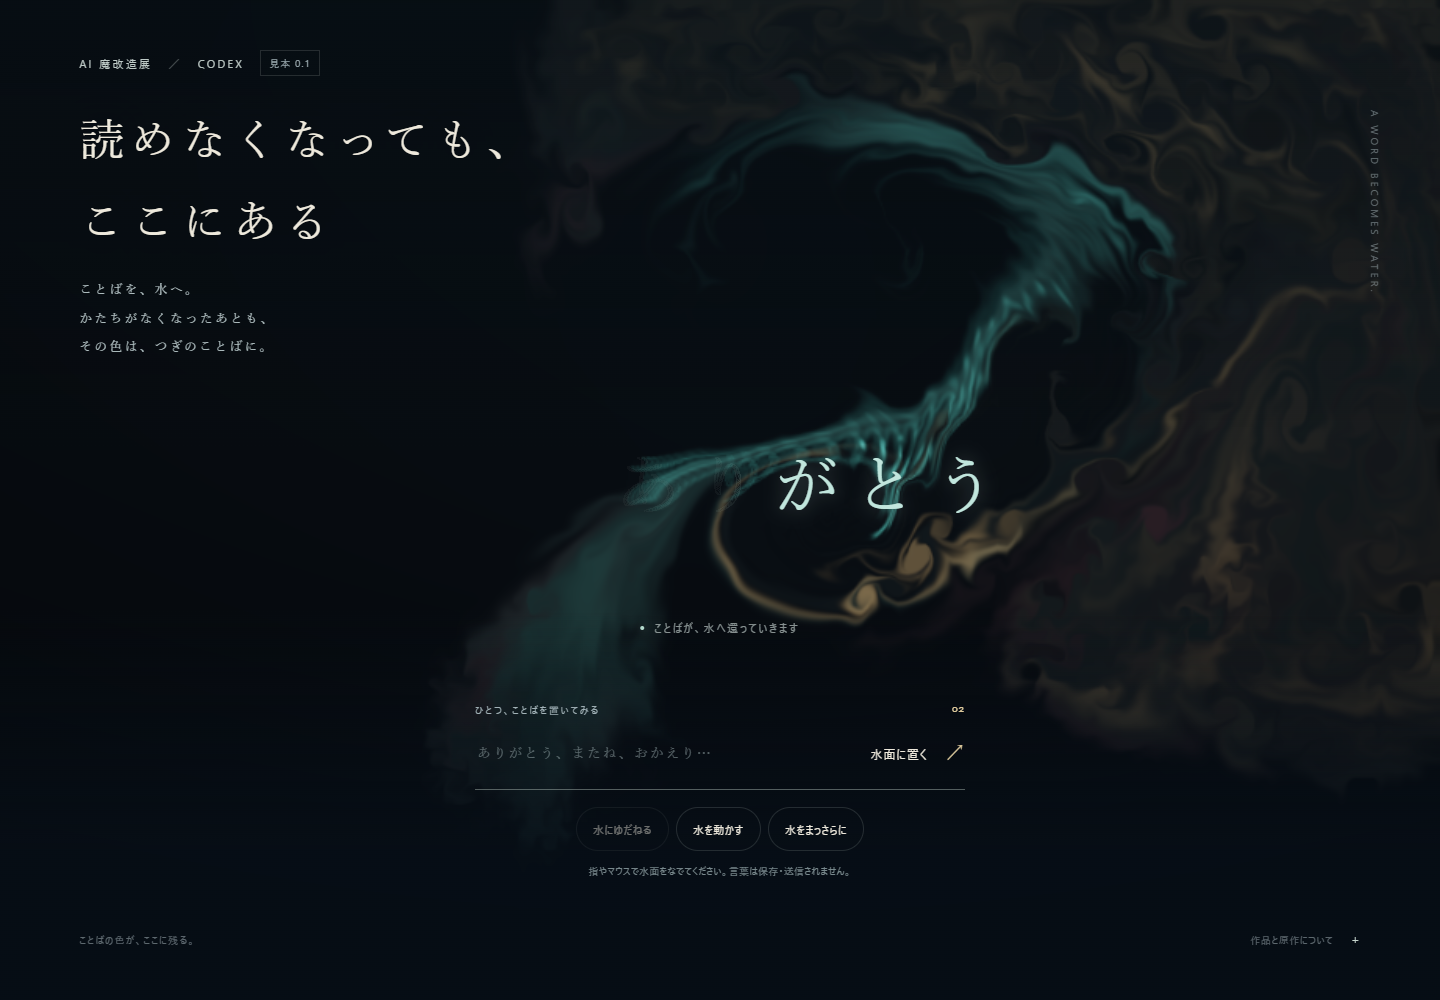 AI 魔改造展 ／ CODEX 見本 0.1
読めなくなっても、
ここにある
ことばを、水へ。
かたちがなくなったあとも、
その色は、つぎのことばに。
A WORD BECOMES WATER.
がとう
ことばが、水へ還っていきます
ひとつ、ことばを置いてみる 02
ありがとう、またね、おかえり… 水面に置く ↗
水にゆだねる 水を動かす 水をまっさらに
指やマウスで水面をなでてください。言葉は保存・送信されません。
ことばの色が、ここに残る。 作品と原作について +